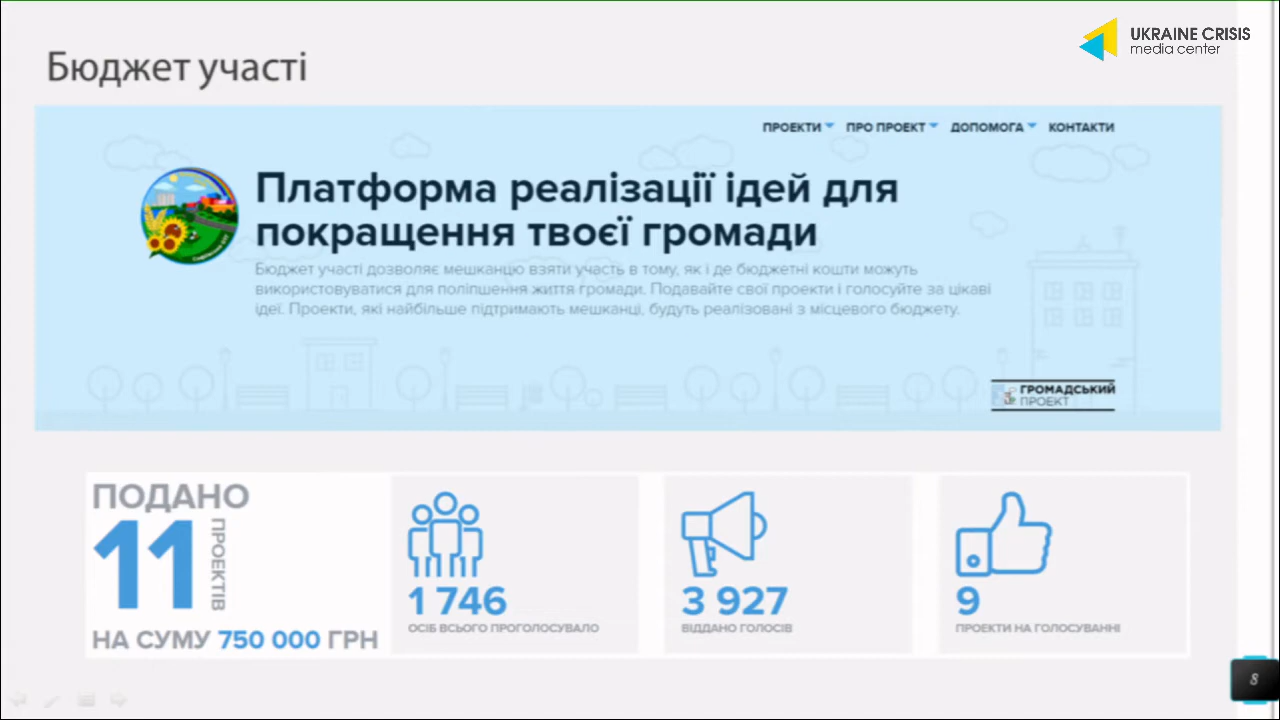 UKRAINE CRISIS
media center
Бюджет участі
ПРОЕКТИ ПРО ПРОЕКТ ДОПОМОГА КОНТАКТИ
Платформа реалізації ідей для
покращення твоєї громади
Бюджет участі дозволяє мешканцю взяти участь в тому, як і де бюджетні кошти можуть
використовуватися для поліпшення життя громади. Подавайте свої проекти і голосуйте за цікаві
ідеї. Проекти, які найбільше підтримають мешканці, будуть реалізовані з місцевого бюджету.
ГРОМАДСЬКИЙ
ПРОЕКТ
ПОДАНО
11 ПРОЕКТІВ
НА СУМУ 750 000 ГРН
1 746
ОСІБ ВСЬОГО ПРОГОЛОСУВАЛО
3 927
ВІДДАНО ГОЛОСІВ
9
ПРОЕКТИ НА ГОЛОСУВАННІ
8